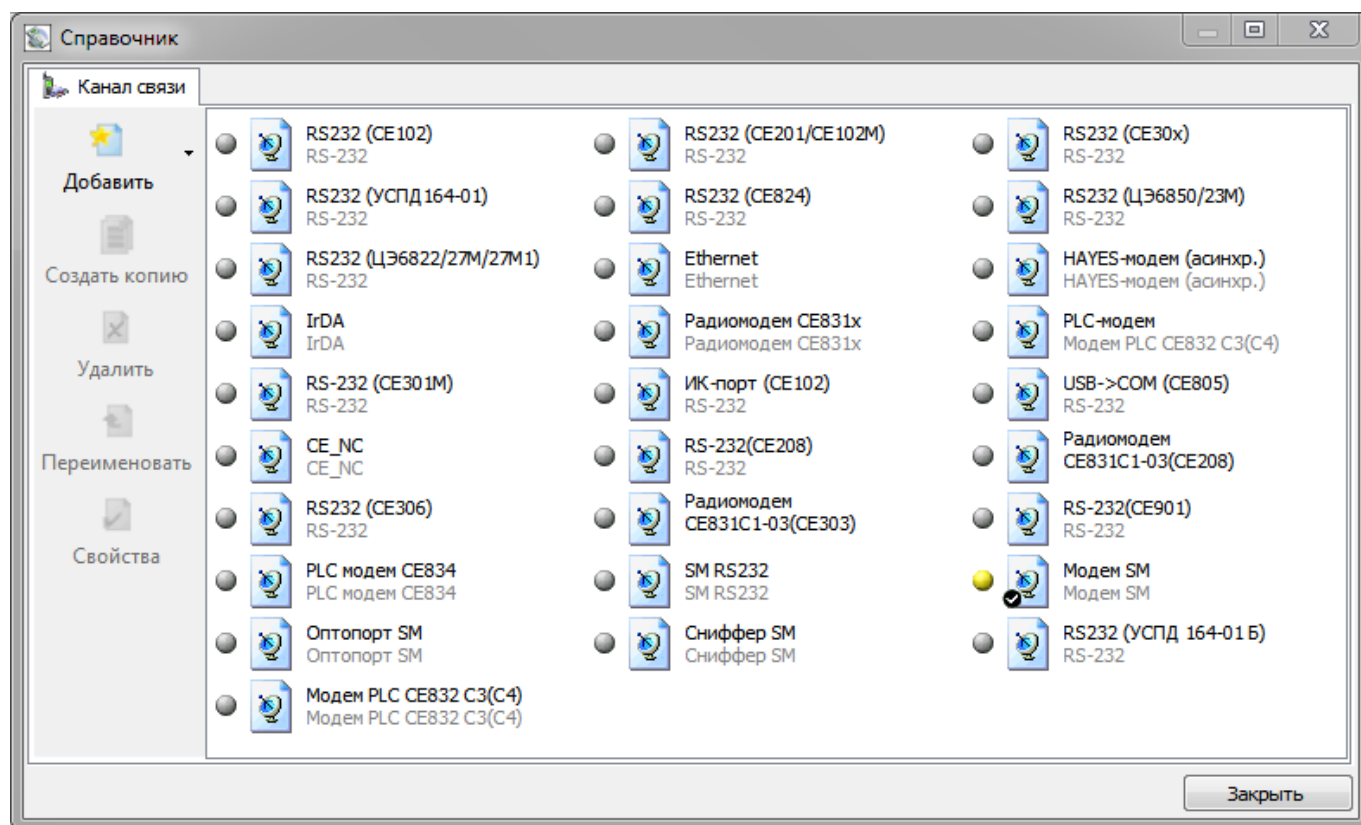 Справочник
Канал связи
Добавить
Создать копию
Удалить
Переименовать
Свойства
RS232 (CE102)
RS-232
RS232 (CE201/CE102M)
RS-232
RS232 (CE30x)
RS-232
RS232 (УСПД164-01)
RS-232
RS232 (CE824)
RS-232
RS232 (ЦЭ6850/23М)
RS-232
RS232 (ЦЭ6822/27М/27М1)
RS-232
Ethernet
Ethernet
HAYES-модем (асинхр.)
HAYES-модем (асинхр.)
IrDA
IrDA
Радиомодем CE831x
Радиомодем CE831x
PLC-модем
Модем PLC CE832 C3(C4)
RS-232 (CE301M)
RS-232
ИК-порт (CE102)
RS-232
USB->COM (CE805)
RS-232
CE_NC
CE_NC
RS-232(CE208)
RS-232
Радиомодем
CE831C1-03(CE208)
RS232 (CE306)
RS-232
Радиомодем
CE831C1-03(CE303)
RS-232(CE901)
RS-232
PLC модем CE834
PLC модем CE834
SM RS232
SM RS232
Модем SM
Модем SM
Оптопорт SM
Оптопорт SM
Сниффер SM
Сниффер SM
RS232 (УСПД 164-01 Б)
RS-232
Модем PLC CE832 C3(C4)
Модем PLC CE832 C3(C4)
Закрыть